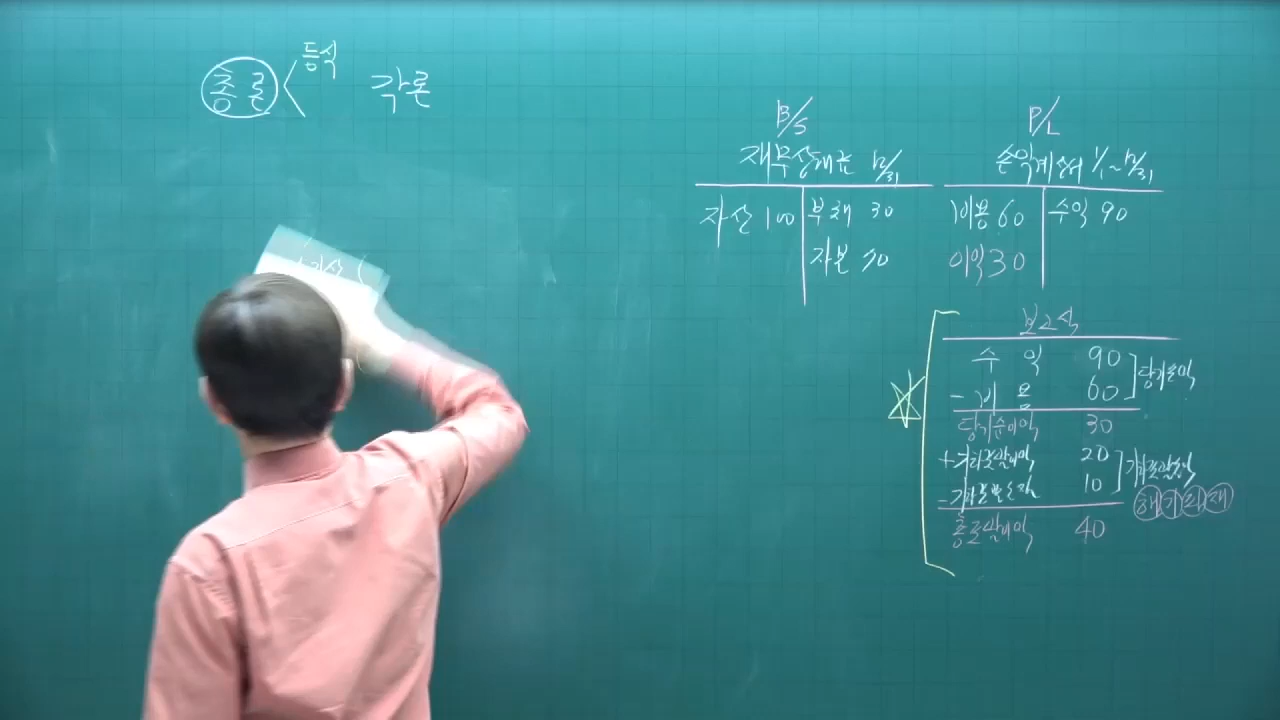 등식
총론 각론
B/S
재무상태표 12/31
자산 100 부채 30
자본 70
P/L
손익계산서 1/1~12/31
비용 60 수익 90
이익 30
보고식
수익 90
- 비용 60
당기순이익 30
+ 기타포괄이익 20
- 기타포괄손실 10
총포괄이익 40
당기손익
기타포괄손익
해 기 파 재